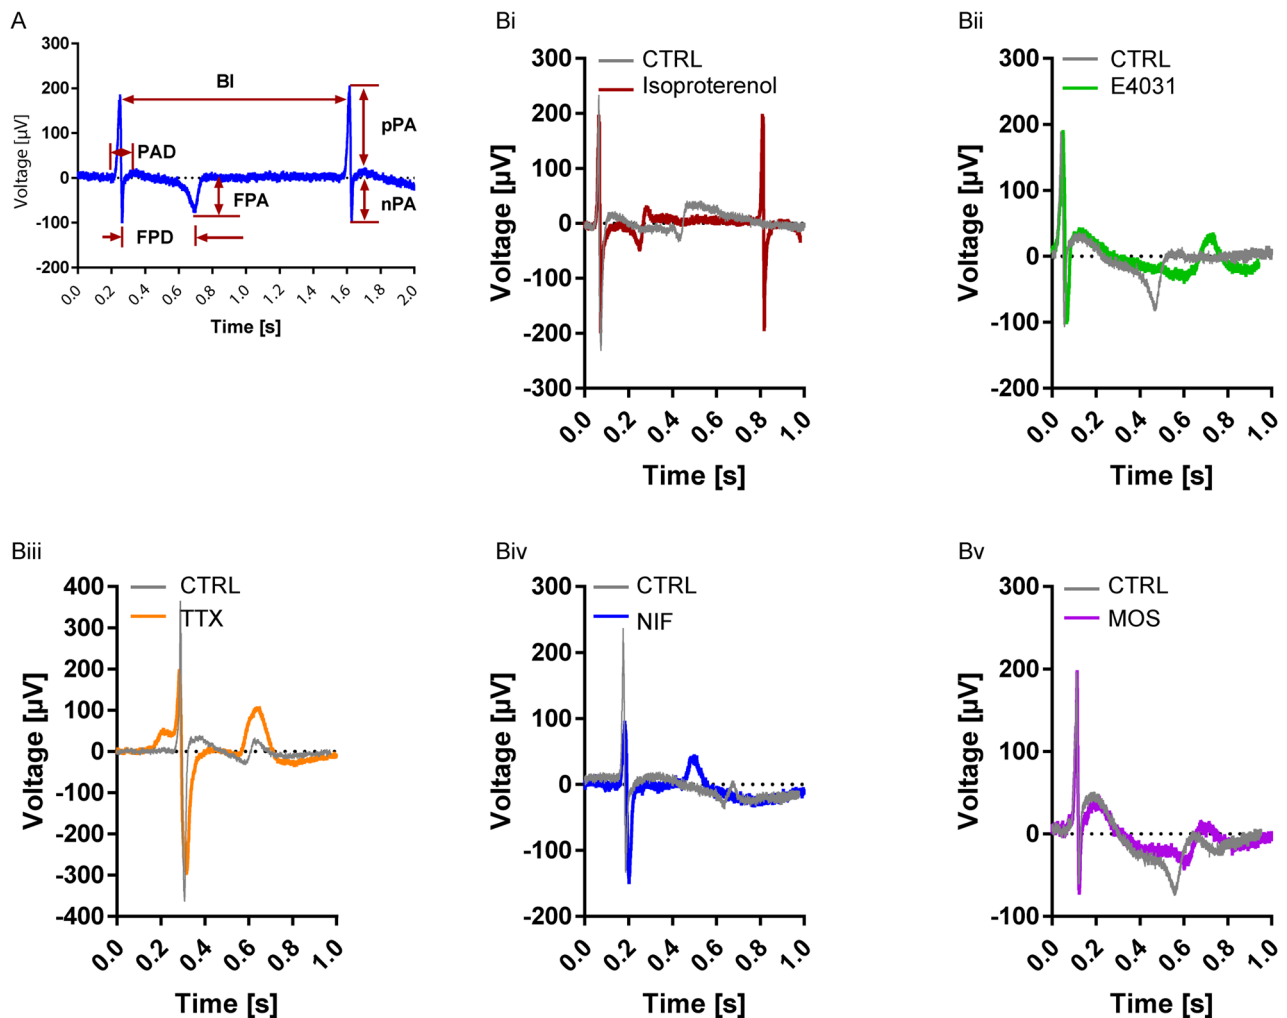 A
300
200
100
0
-100
-200
Voltage [µV]
BI
PAD
FPA
FPD
pPA
nPA
0.0 0.2 0.4 0.6 0.8 1.0 1.2 1.4 1.6 1.8 2.0
Time [s]
Bi
CTRL
Isoproterenol
300
200
100
0
-100
-200
-300
Voltage [µV]
0.0 0.2 0.4 0.6 0.8 1.0
Time [s]
Bii
CTRL
E4031
300
200
100
0
-100
-200
Voltage [µV]
0.0 0.2 0.4 0.6 0.8 1.0
Time [s]
Biii
CTRL
TTX
400
300
200
100
0
-100
-200
-300
-400
Voltage [µV]
0.0 0.2 0.4 0.6 0.8 1.0
Time [s]
Biv
CTRL
NIF
300
200
100
0
-100
-200
Voltage [µV]
0.0 0.2 0.4 0.6 0.8 1.0
Time [s]
Bv
CTRL
MOS
300
200
100
0
-100
Voltage [µV]
0.0 0.2 0.4 0.6 0.8 1.0
Time [s]